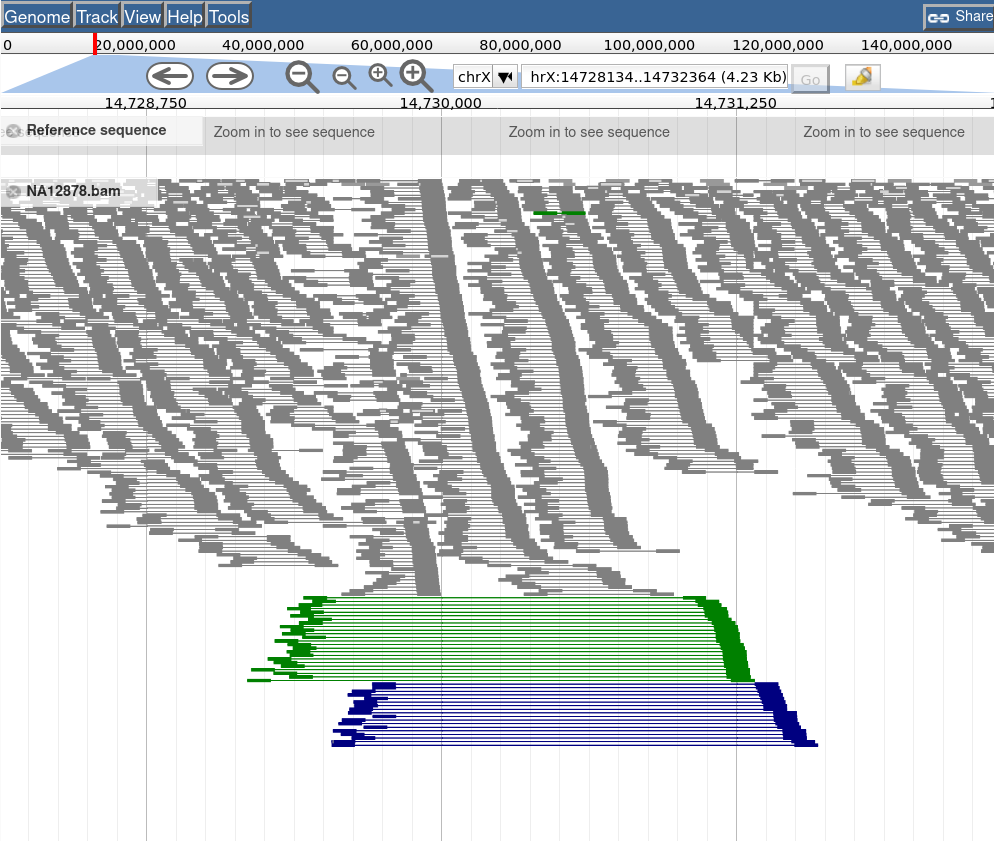 Genome Track View Help Tools Share
0 20,000,000 40,000,000 60,000,000 80,000,000 100,000,000 120,000,000 140,000,000
chrX hrX:14728134..14732364 (4.23 Kb) Go
14,728,750 14,730,000 14,731,250
Reference sequence Zoom in to see sequence Zoom in to see sequence Zoom in to see sequence
NA12878.bam